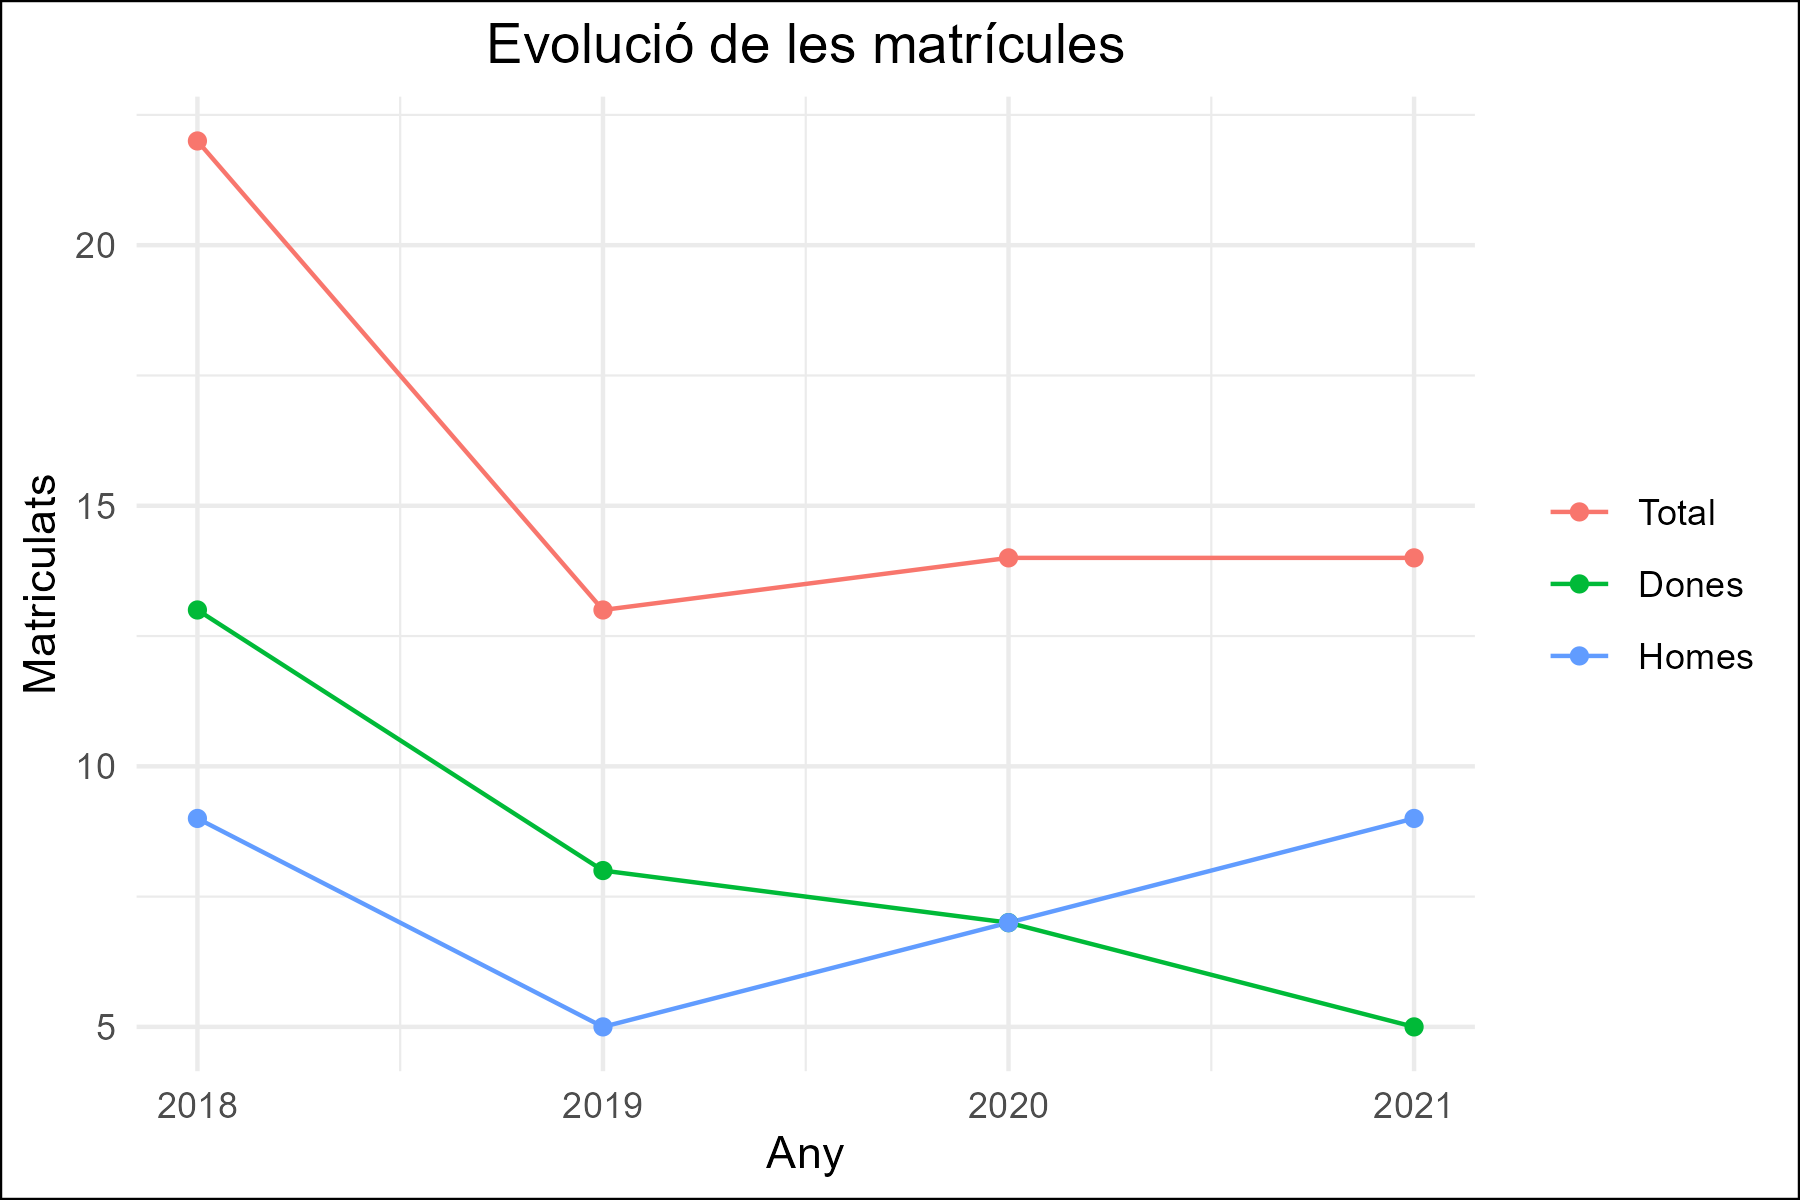 Evolució de les matrícules
Matriculats
20
15
10
5
2018
2019
2020
2021
Any
Total
Dones
Homes